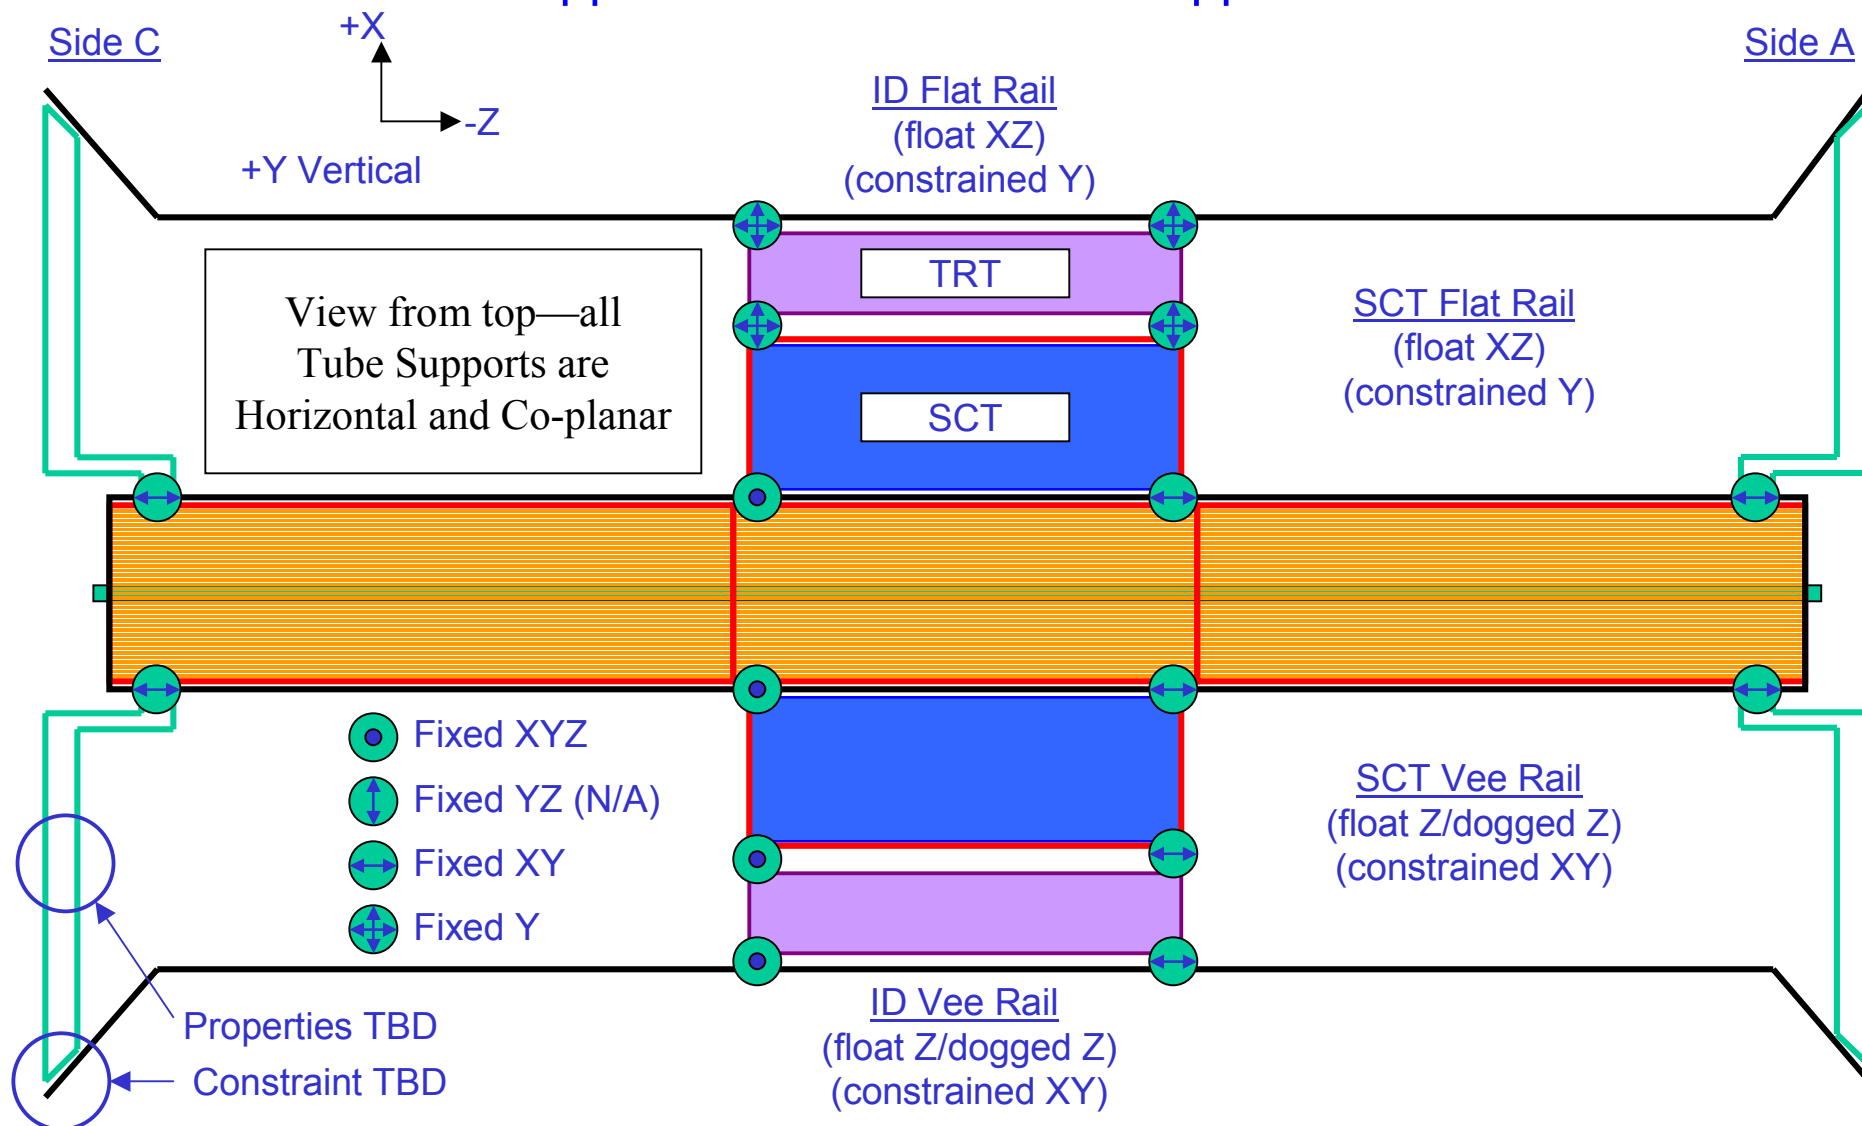 Side C
+X
-Z
+Y Vertical
ID Flat Rail
(float XZ)
(constrained Y)
Side A
View from top—all
Tube Supports are
Horizontal and Co-planar
TRT
SCT
SCT Flat Rail
(float XZ)
(constrained Y)
Fixed XYZ
Fixed YZ (N/A)
Fixed XY
Fixed Y
SCT Vee Rail
(float Z/dogged Z)
(constrained XY)
Properties TBD
Constraint TBD
ID Vee Rail
(float Z/dogged Z)
(constrained XY)